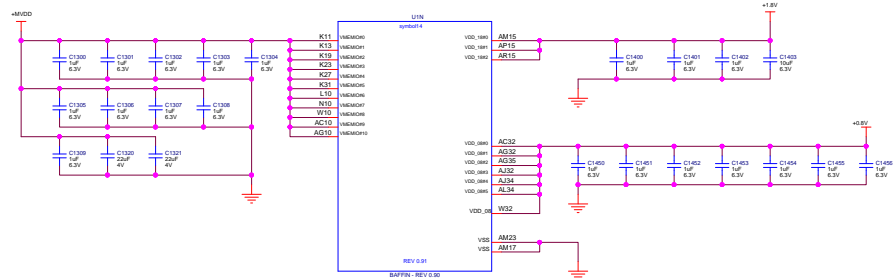 +MVDD
U1N
symbol14
+1.8V
K11 VMEMIO#0
K13 VMEMIO#1
K19 VMEMIO#2
K23 VMEMIO#3
K27 VMEMIO#4
K31 VMEMIO#5
L10 VMEMIO#6
N10 VMEMIO#7
W10 VMEMIO#8
AC10 VMEMIO#9
AG10 VMEMIO#10
VDD_18#0 AM15
VDD_18#1 AP15
VDD_18#2 AR15
C1300 1uF 6.3V
C1301 1uF 6.3V
C1302 1uF 6.3V
C1303 1uF 6.3V
C1304 1uF 6.3V
C1400 1uF 6.3V
C1401 1uF 6.3V
C1402 1uF 6.3V
C1403 10uF 6.3V
C1305 1uF 6.3V
C1306 1uF 6.3V
C1307 1uF 6.3V
C1308 1uF 6.3V
+0.8V
C1309 1uF 6.3V
C1320 22uF 4V
C1321 22uF 4V
VDD_08#0 AC32
VDD_08#1 AG32
VDD_08#2 AG35
VDD_08#3 AJ32
VDD_08#4 AJ34
VDD_08#5 AL34
VDD_08 W32
C1450 1uF 6.3V
C1451 1uF 6.3V
C1452 1uF 6.3V
C1453 1uF 6.3V
C1454 1uF 6.3V
C1455 1uF 6.3V
C1456 1uF 6.3V
VSS AM23
VSS AM17
REV 0.91
BAFFIN - REV 0.90